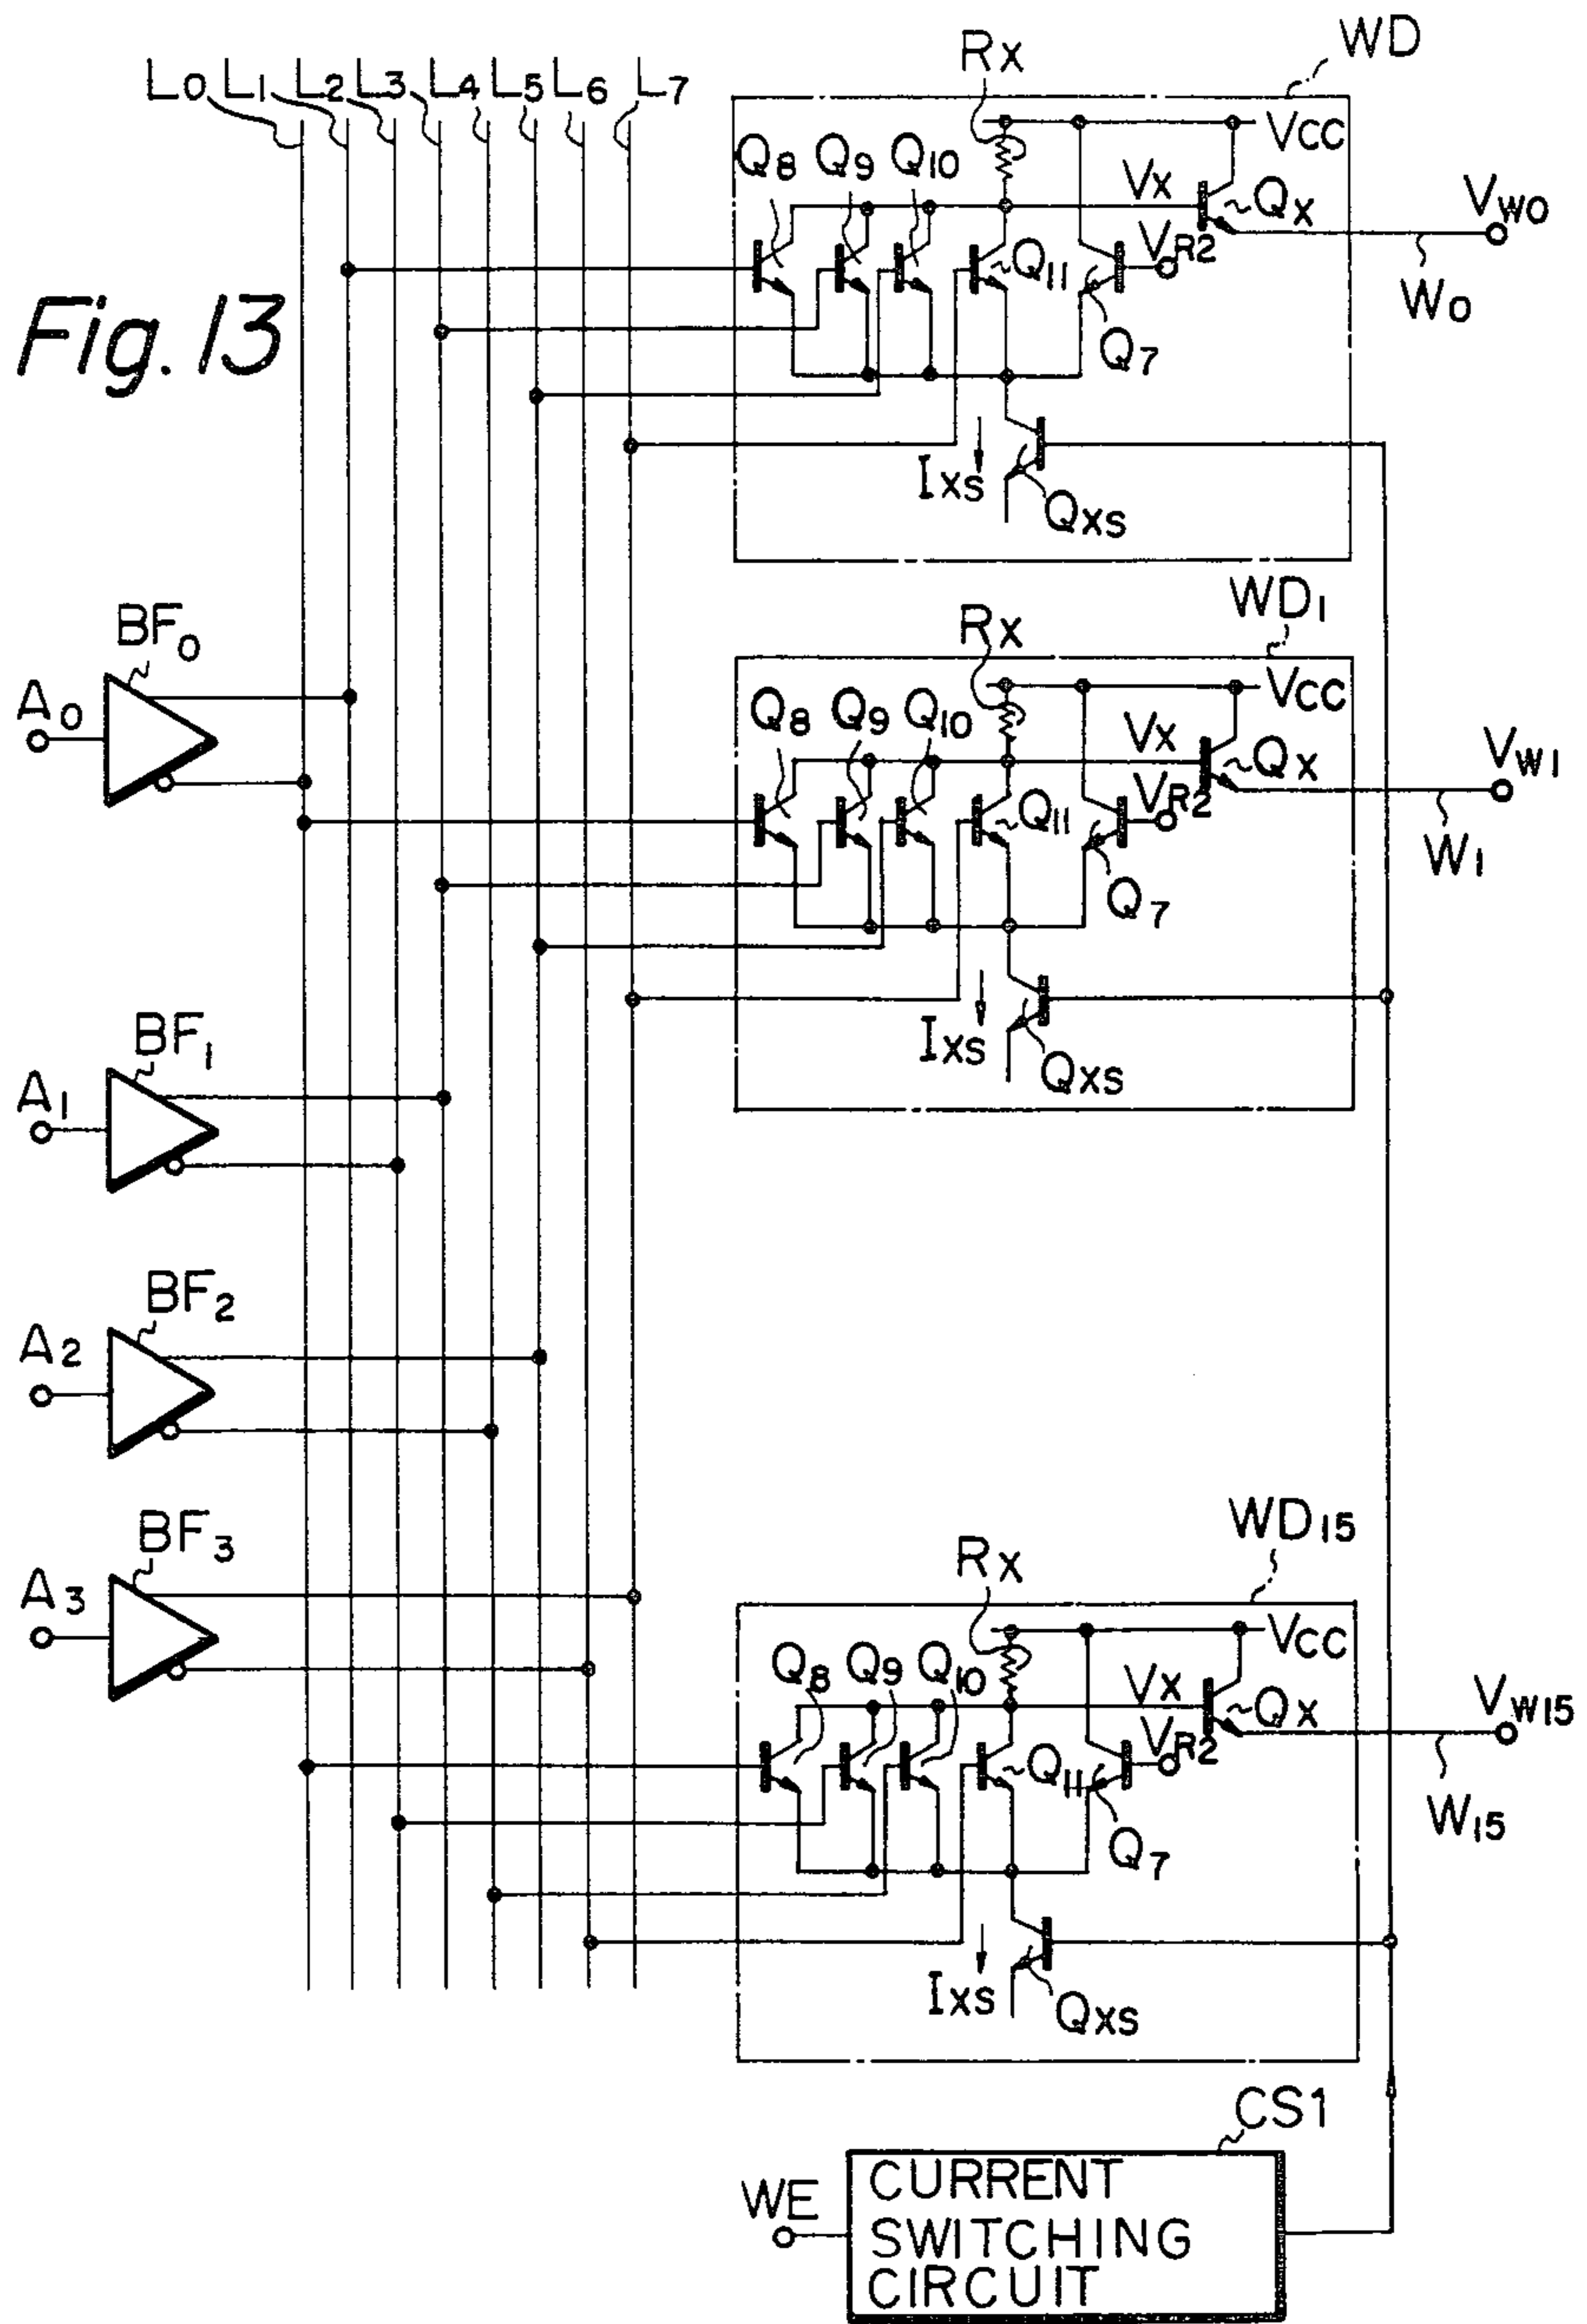 Fig. 13
L0 L1 L2 L3 L4 L5 L6 L7
WD
RX
VCC
Q8 Q9 Q10
VX
QX
VW0
Q11
VR2
W0
Q7
IXS
QXS
A0
BF0
WD1
RX
VCC
Q8 Q9 Q10
VX
QX
VW1
Q11
VR2
W1
Q7
IXS
QXS
A1
BF1
A2
BF2
A3
BF3
WD15
RX
VCC
Q8 Q9 Q10
VX
QX
VW15
Q11
VR2
W15
Q7
IXS
QXS
CS1
WE
CURRENT
SWITCHING
CIRCUIT